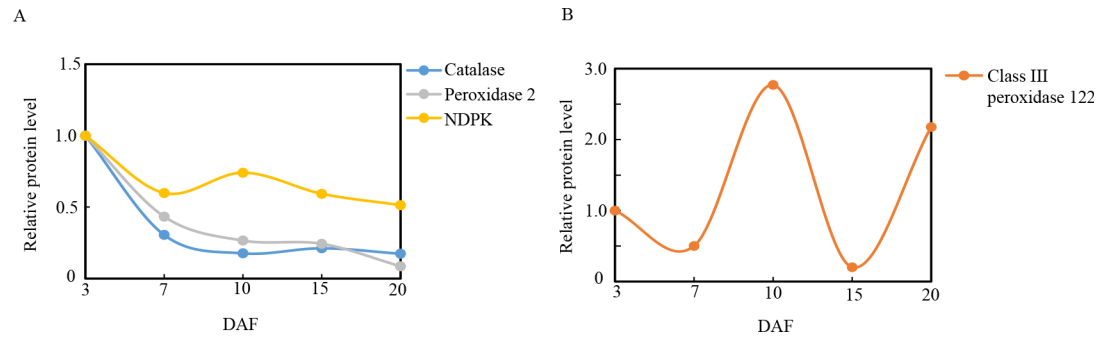 A
Relative protein level
1.5
1.0
0.5
0
3
7
10
15
20
DAF
Catalase
Peroxidase 2
NDPK
B
Relative protein level
3.0
2.0
1.0
0
3
7
10
15
20
DAF
Class III
peroxidase 122